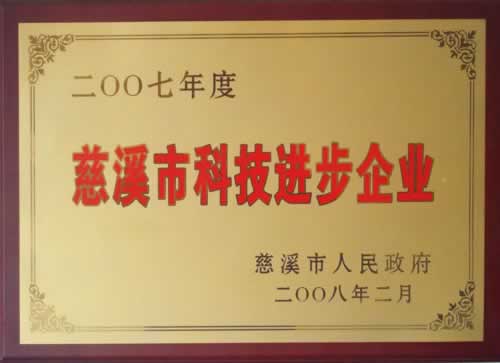 二〇〇七年度
慈溪市科技进步企业
慈溪市人民政府
二〇〇八年二月